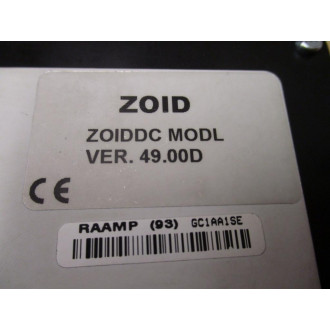 ZOID
ZOIDDC MODL
VER. 49.00D
CE
RAAMP (93) GC1AA1SE